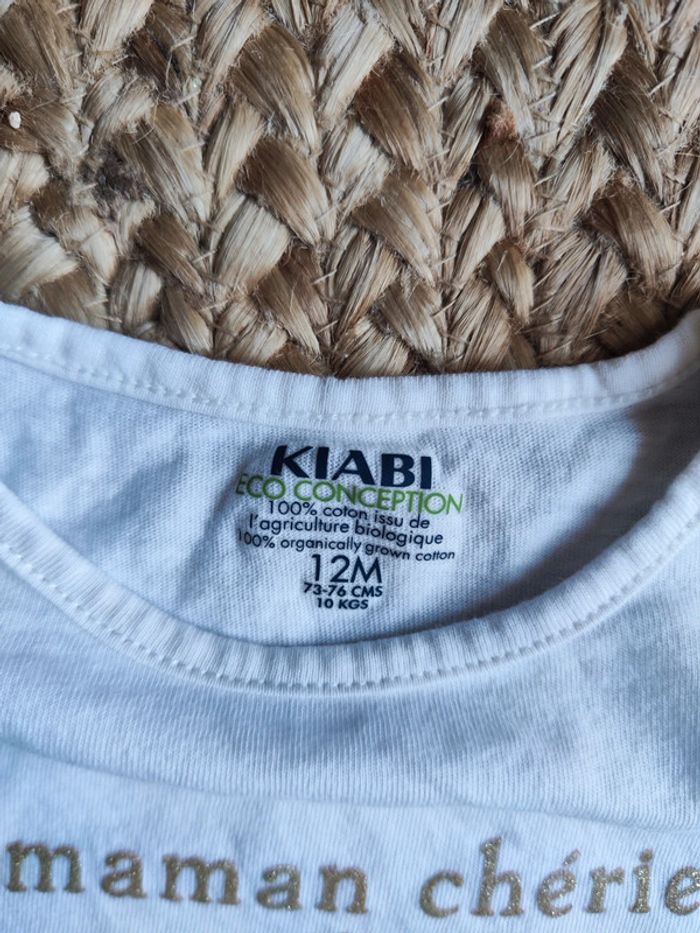 KIABI
ECO CONCEPTION
100% coton issu de
l'agriculture biologique
100% organically grown cotton
12M
73-76 CMS
10 KGS
maman chérie